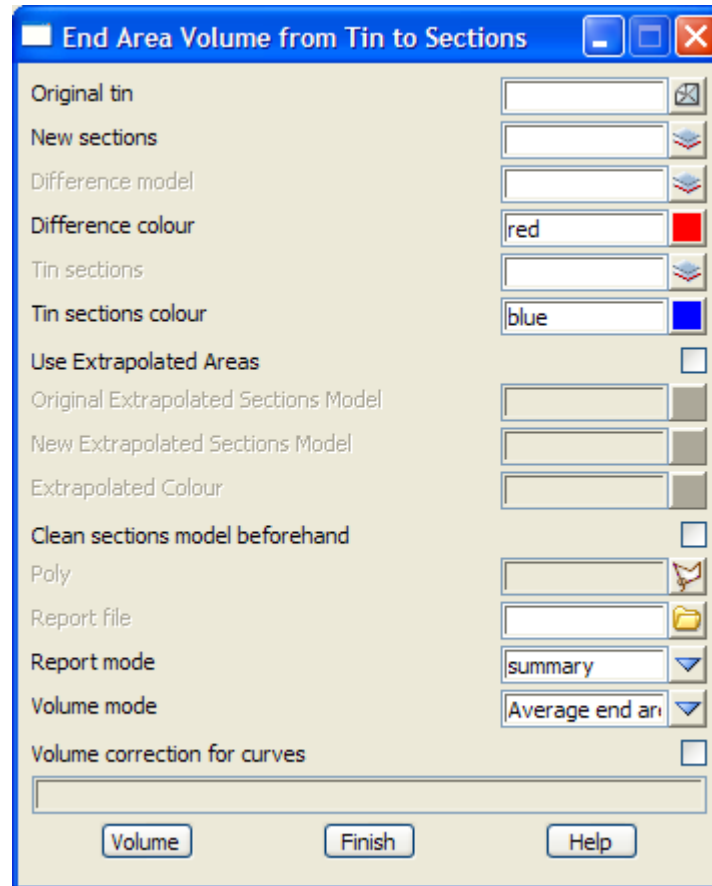 End Area Volume from Tin to Sections
Original tin
New sections
Difference model
Difference colour red
Tin sections
Tin sections colour blue
Use Extrapolated Areas
Original Extrapolated Sections Model
New Extrapolated Sections Model
Extrapolated Colour
Clean sections model beforehand
Poly
Report file
Report mode summary
Volume mode Average end are
Volume correction for curves
Volume Finish Help